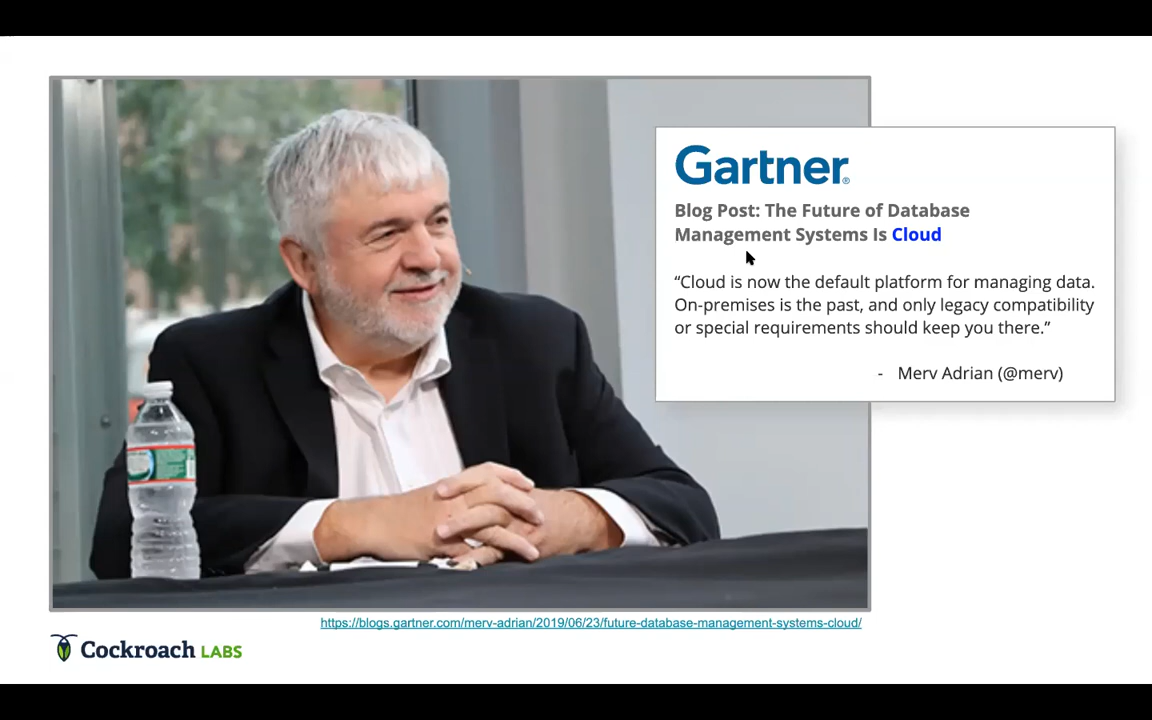 Gartner®
Blog Post: The Future of Database
Management Systems Is Cloud
“Cloud is now the default platform for managing data.
On-premises is the past, and only legacy compatibility
or special requirements should keep you there.”
- Merv Adrian (@merv)
https://blogs.gartner.com/merv-adrian/2019/06/23/future-database-management-systems-cloud/
Cockroach LABS